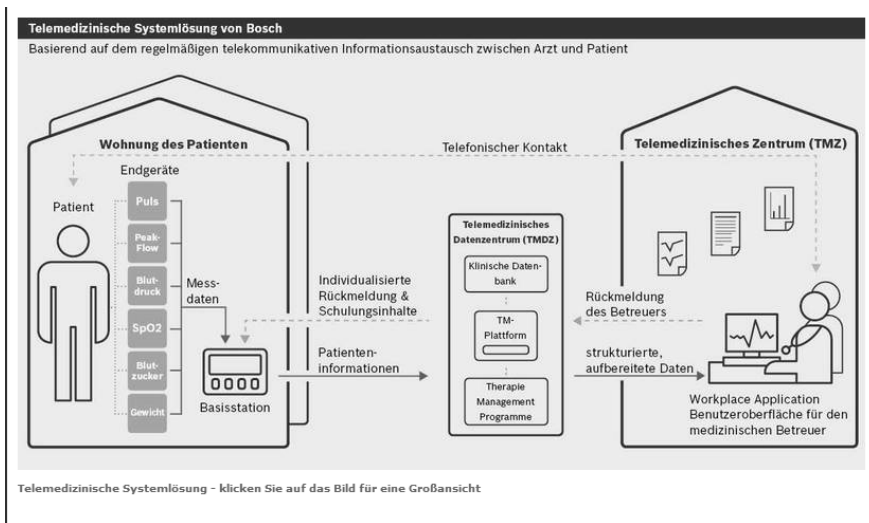 Telemedizinische Systemlösung von Bosch
Basierend auf dem regelmäßigen telekommunikativen Informationsaustausch zwischen Arzt und Patient
Wohnung des Patienten
Telefonischer Kontakt
Telemedizinisches Zentrum (TMZ)
Endgeräte
Patient
Puls
Peak-
Flow
Blut-
druck
SpO2
Blut-
zucker
Gewicht
Mess-
daten
Basisstation
Individualisierte
Rückmeldung &
Schulungsinhalte
Patienten-
informationen
Telemedizinisches
Datenzentrum (TMDZ)
Klinische Daten-
bank
TM-
Plattform
Therapie
Management
Programme
Rückmeldung
des Betreuers
strukturierte,
aufbereitete Daten
Workplace Application
Benutzeroberfläche für den
medizinischen Betreuer
Telemedizinische Systemlösung - klicken Sie auf das Bild für eine Großansicht